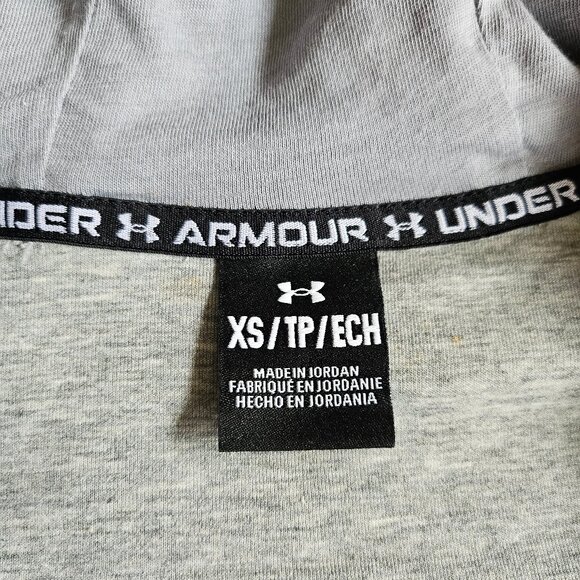 UNDER ARMOUR UNDER
XS/TP/ECH
MADE IN JORDAN
FABRIQUÉ EN JORDANIE
HECHO EN JORDANIA